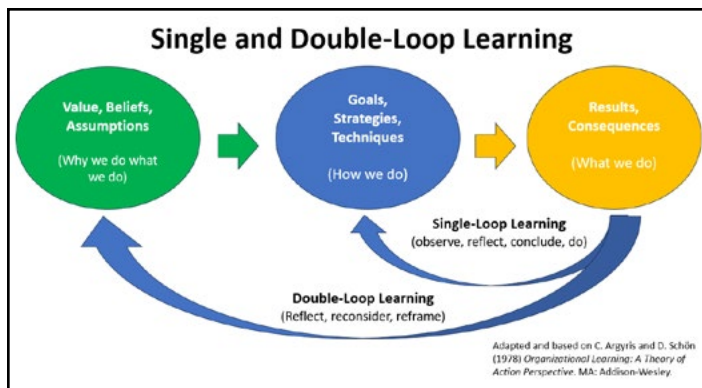 Single and Double-Loop Learning
Value, Beliefs,
Assumptions
(Why we do what
we do)
Goals,
Strategies,
Techniques
(How we do)
Results,
Consequences
(What we do)
Single-Loop Learning
(observe, reflect, conclude, do)
Double-Loop Learning
(Reflect, reconsider, reframe)
Adapted and based on C. Argyris and D. Schön
(1978) Organizational Learning: A Theory of
Action Perspective. MA: Addison-Wesley.